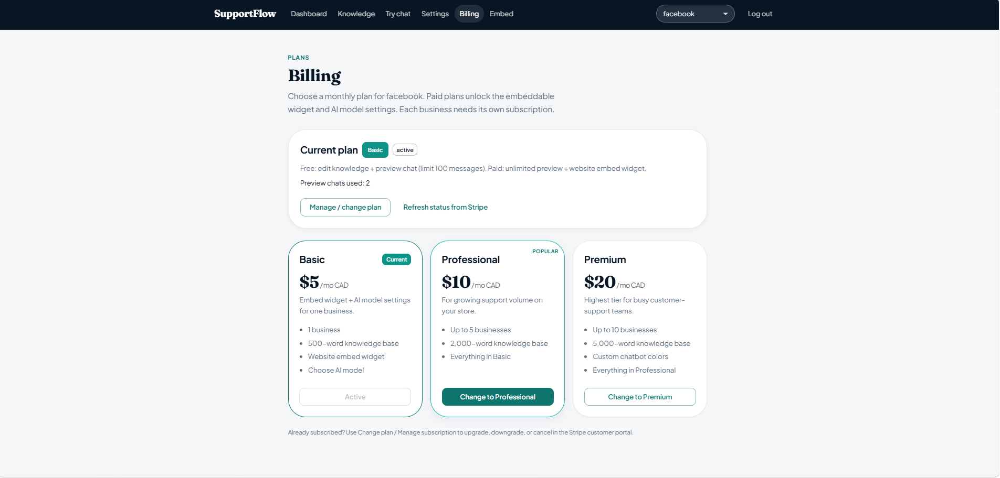 SupportFlow Dashboard Knowledge Try chat Settings Billing Embed facebook Log out
PLANS
Billing
Choose a monthly plan for facebook. Paid plans unlock the embeddable
widget and AI model settings. Each business needs its own subscription.
Current plan Basic active
Free: edit knowledge + preview chat (limit 100 messages). Paid: unlimited preview + website embed widget.
Preview chats used: 2
Manage / change plan Refresh status from Stripe
Basic Current
$5 /mo CAD
Embed widget + AI model settings
for one business.
• 1 business
• 500-word knowledge base
• Website embed widget
• Choose AI model
Active
POPULAR
Professional
$10 /mo CAD
For growing support volume on
your store.
• Up to 5 businesses
• 2,000-word knowledge base
• Everything in Basic
Change to Professional
Premium
$20 /mo CAD
Highest tier for busy customer-
support teams.
• Up to 10 businesses
• 5,000-word knowledge base
• Custom chatbot colors
• Everything in Professional
Change to Premium
Already subscribed? Use Change plan / Manage subscription to upgrade, downgrade, or cancel in the Stripe customer portal.